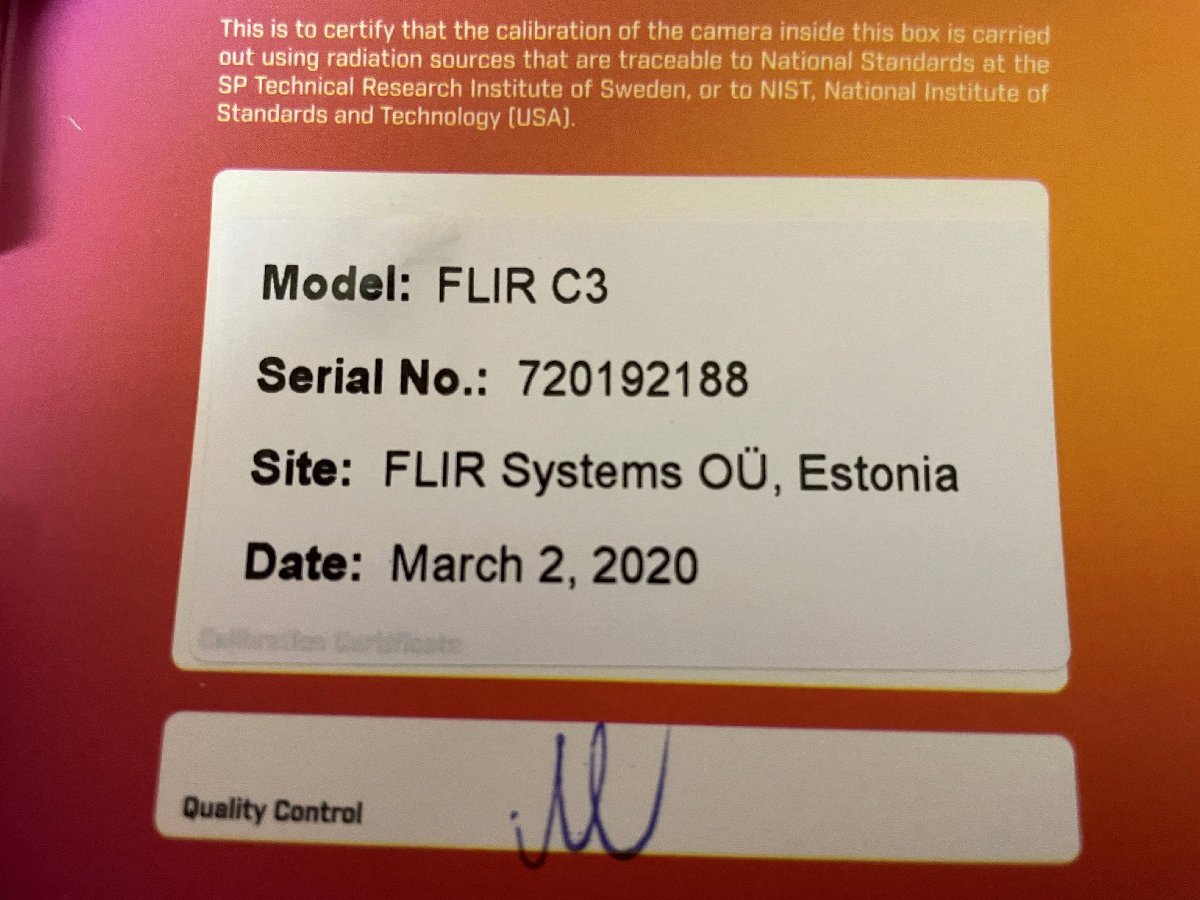 This is to certify that the calibration of the camera inside this box is carried
out using radiation sources that are traceable to National Standards at the
SP Technical Research Institute of Sweden, or to NIST, National Institute of
Standards and Technology (USA).
Model: FLIR C3
Serial No.: 720192188
Site: FLIR Systems OÜ, Estonia
Date: March 2, 2020
Calibration Certificate
Quality Control